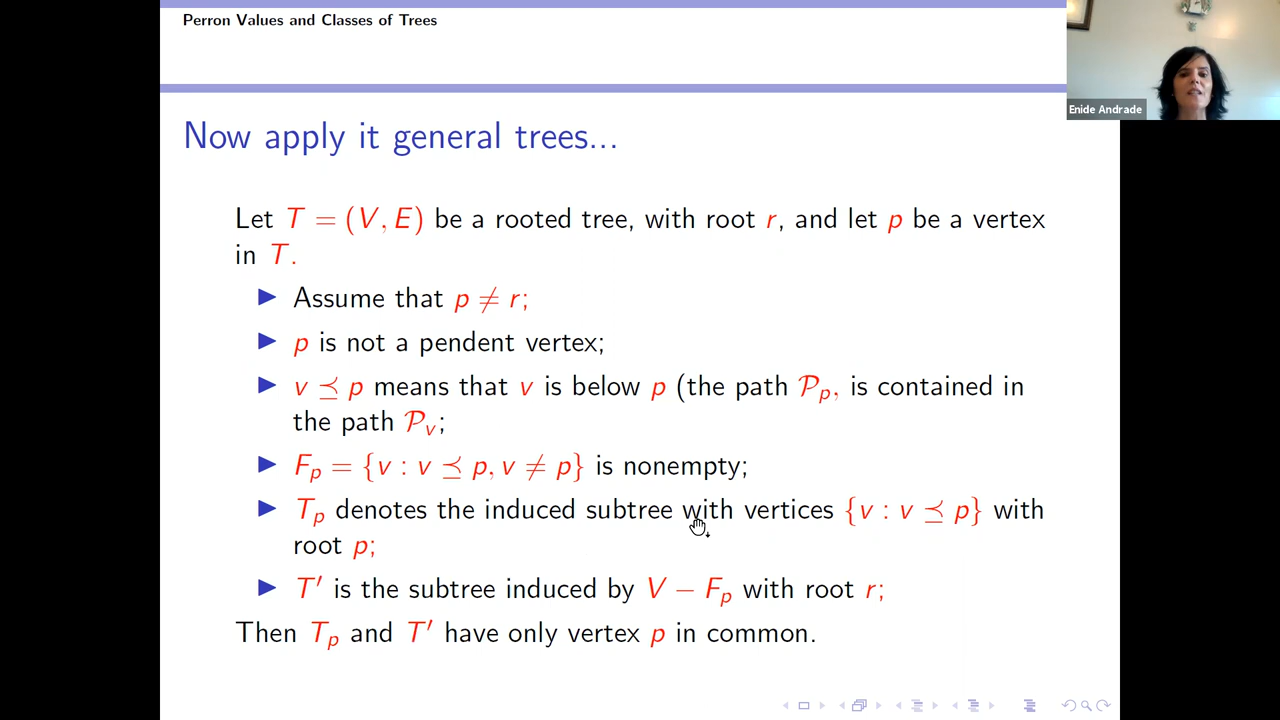 Perron Values and Classes of Trees
Enide Andrade
Now apply it general trees...
Let T = (V, E) be a rooted tree, with root r, and let p be a vertex
in T.
▶ Assume that p ≠ r;
▶ p is not a pendent vertex;
▶ v ⪯ p means that v is below p (the path 𝒫ₚ, is contained in
the path 𝒫ᵥ;
▶ Fₚ = {v : v ⪯ p, v ≠ p} is nonempty;
▶ Tₚ denotes the induced subtree with vertices {v : v ⪯ p} with
root p;
▶ T′ is the subtree induced by V − Fₚ with root r;
Then Tₚ and T′ have only vertex p in common.